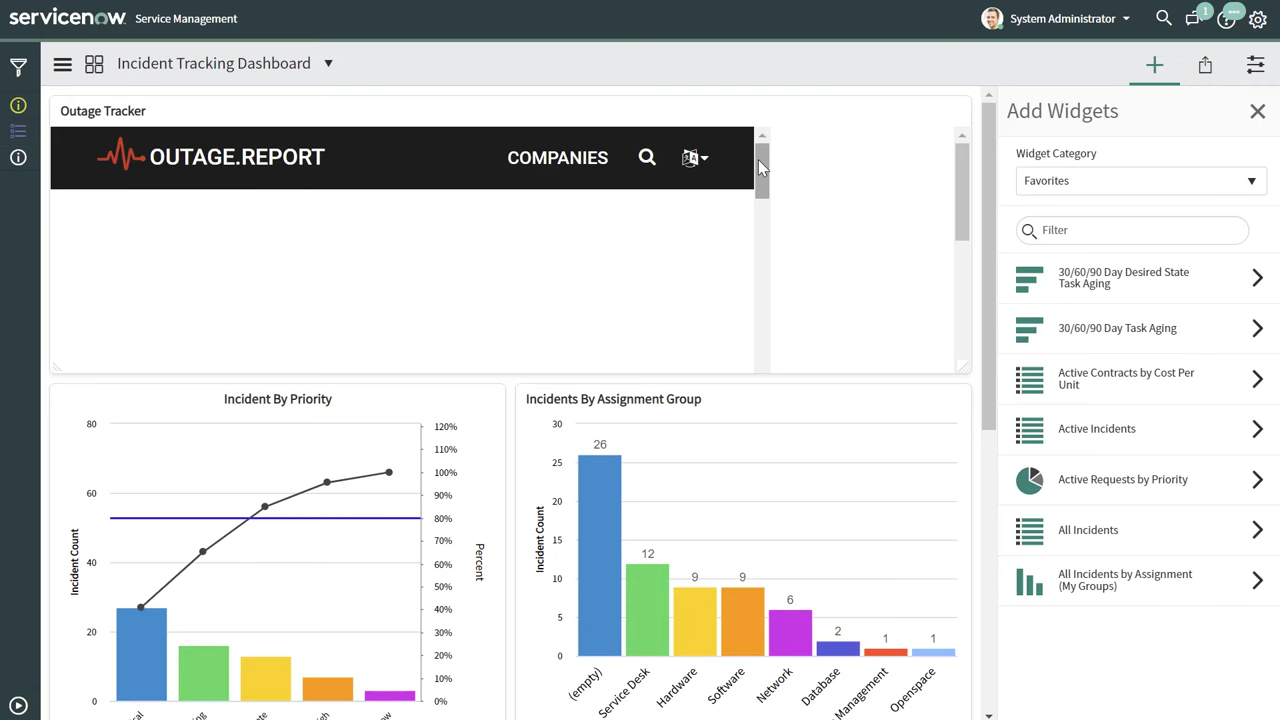 servicenow Service Management
System Administrator
1
Incident Tracking Dashboard
Outage Tracker
OUTAGE.REPORT
COMPANIES
Incident By Priority
80
60
40
20
0
Incident Count
120%
110%
100%
90%
80%
70%
60%
50%
40%
30%
20%
10%
0%
Percent
Incidents By Assignment Group
30
25
20
15
10
5
0
Incident Count
26
12
9
9
6
2
1
1
(empty)
Service Desk
Hardware
Software
Network
Database
Management
Openspace
Add Widgets
Widget Category
Favorites
Filter
30/60/90 Day Desired State
Task Aging
30/60/90 Day Task Aging
Active Contracts by Cost Per
Unit
Active Incidents
Active Requests by Priority
All Incidents
All Incidents by Assignment
(My Groups)